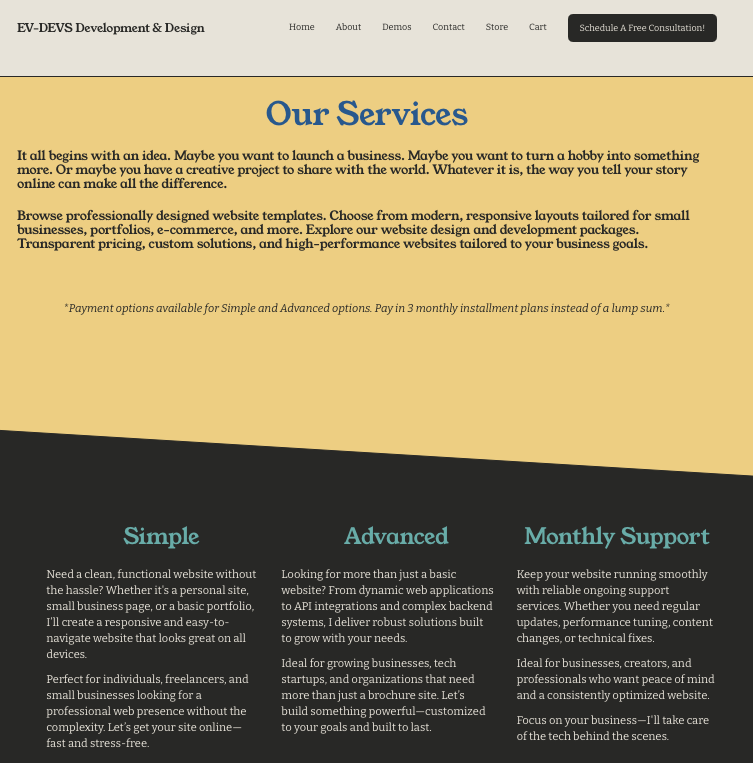 EV-DEVS Development & Design
Home About Demos Contact Store Cart Schedule A Free Consultation!
Our Services
It all begins with an idea. Maybe you want to launch a business. Maybe you want to turn a hobby into something
more. Or maybe you have a creative project to share with the world. Whatever it is, the way you tell your story
online can make all the difference.
Browse professionally designed website templates. Choose from modern, responsive layouts tailored for small
businesses, portfolios, e-commerce, and more. Explore our website design and development packages.
Transparent pricing, custom solutions, and high-performance websites tailored to your business goals.
*Payment options available for Simple and Advanced options. Pay in 3 monthly installment plans instead of a lump sum.*
Simple
Need a clean, functional website without
the hassle? Whether it's a personal site,
small business page, or a basic portfolio,
I'll create a responsive and easy-to-
navigate website that looks great on all
devices.
Perfect for individuals, freelancers, and
small businesses looking for a
professional web presence without the
complexity. Let's get your site online—
fast and stress-free.
Advanced
Looking for more than just a basic
website? From dynamic web applications
to API integrations and complex backend
systems, I deliver robust solutions built
to grow with your needs.
Ideal for growing businesses, tech
startups, and organizations that need
more than just a brochure site. Let's
build something powerful—customized
to your goals and built to last.
Monthly Support
Keep your website running smoothly
with reliable ongoing support
services. Whether you need regular
updates, performance tuning, content
changes, or technical fixes.
Ideal for businesses, creators, and
professionals who want peace of mind
and a consistently optimized website.
Focus on your business—I'll take care
of the tech behind the scenes.